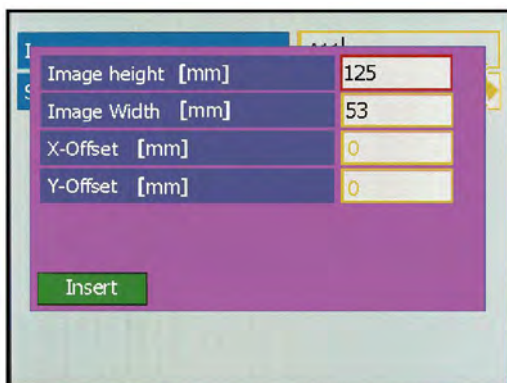 Image height [mm] 125
Image Width [mm] 53
X-Offset [mm] 0
Y-Offset [mm] 0
Insert